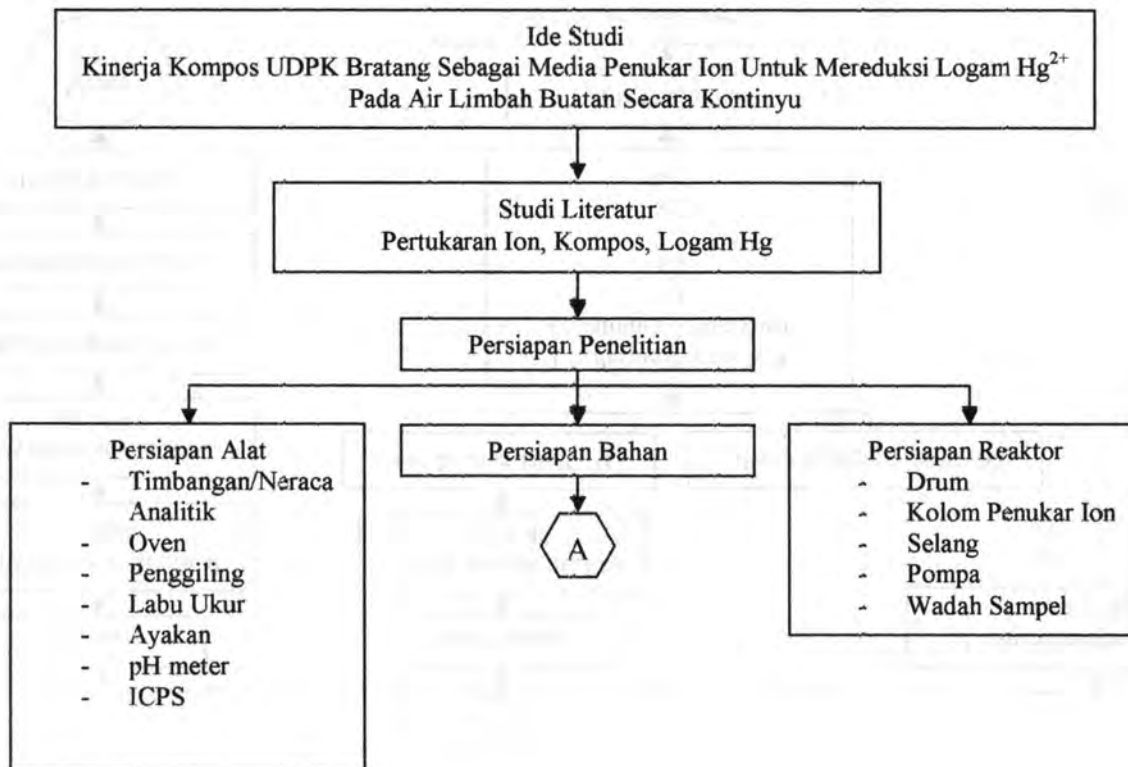 Ide Studi
Kinerja Kompos UDPK Bratang Sebagai Media Penukar Ion Untuk Mereduksi Logam Hg²⁺
Pada Air Limbah Buatan Secara Kontinyu
Studi Literatur
Pertukaran Ion, Kompos, Logam Hg
Persiapan Penelitian
Persiapan Alat
- Timbangan/Neraca
Analitik
- Oven
- Penggiling
- Labu Ukur
- Ayakan
- pH meter
- ICPS
Persiapan Bahan
A
Persiapan Reaktor
- Drum
- Kolom Penukar Ion
- Selang
- Pompa
- Wadah Sampel